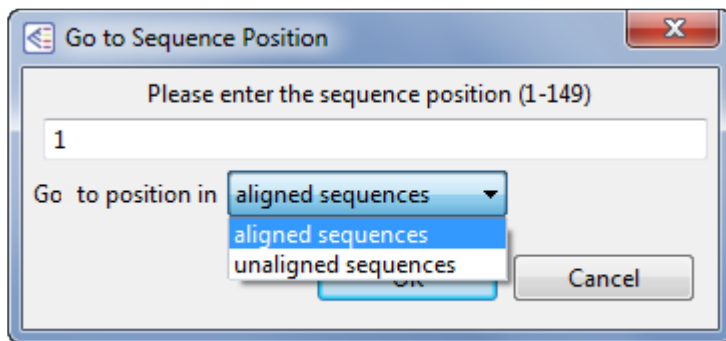 Go to Sequence Position
Please enter the sequence position (1-149)
1
Go to position in aligned sequences
aligned sequences
unaligned sequences
Cancel